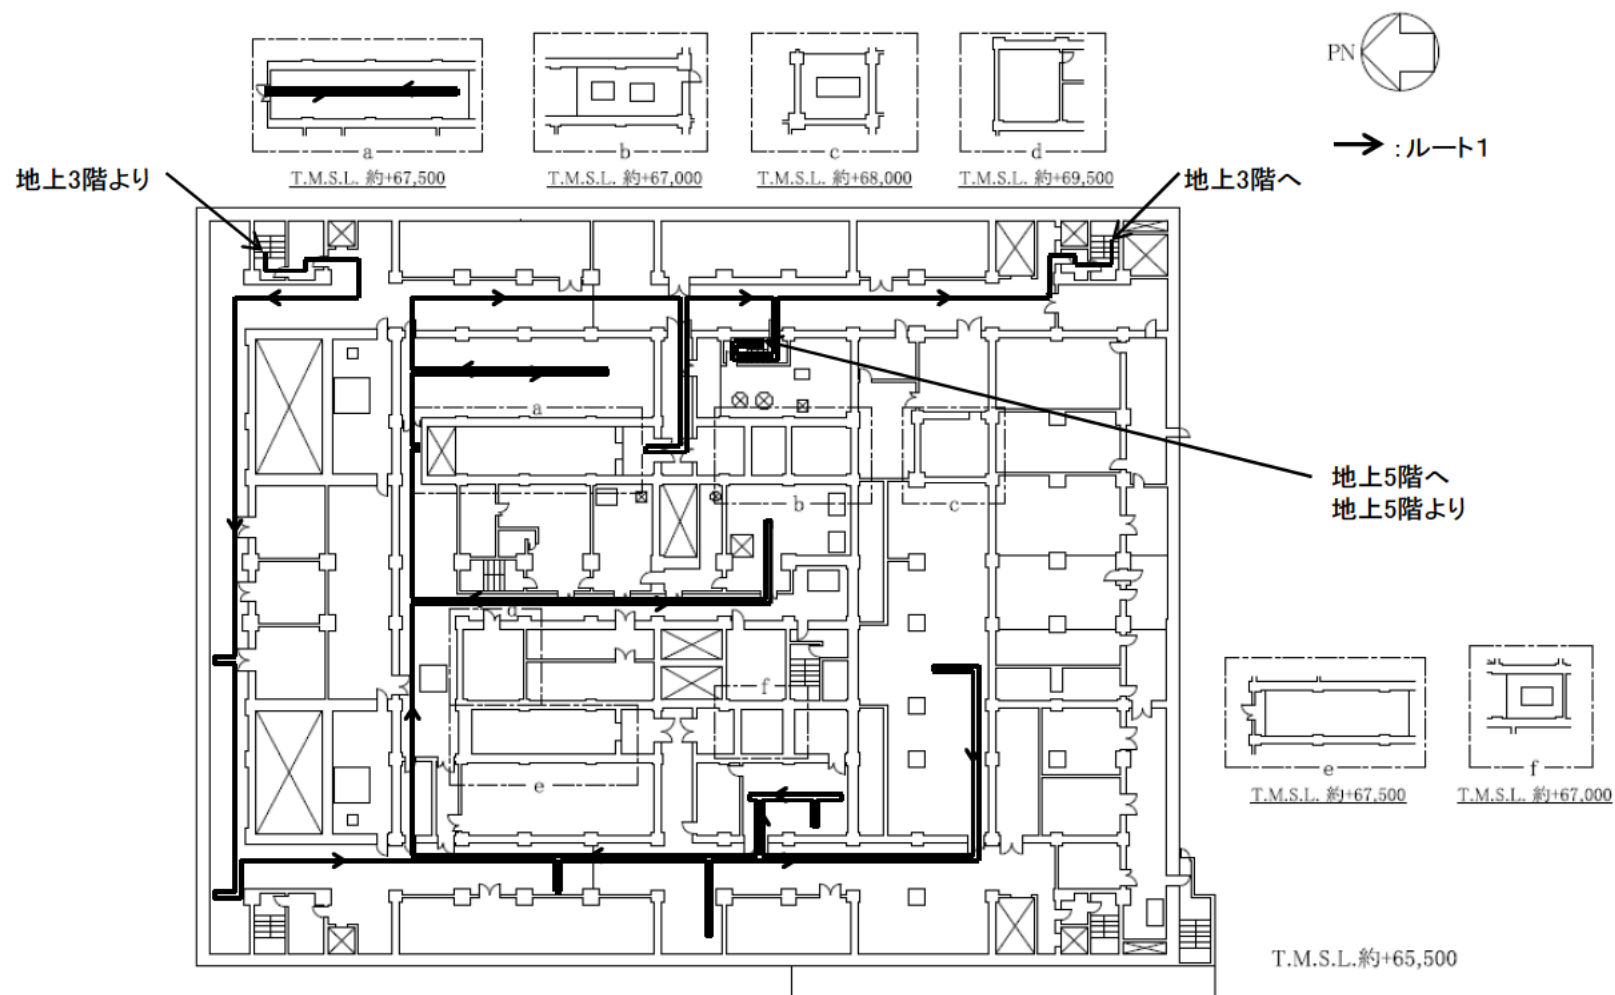 PN
:ルート1
a
T.M.S.L. 約+67,500
b
T.M.S.L. 約+67,000
c
T.M.S.L. 約+68,000
d
T.M.S.L. 約+69,500
地上3階より
地上3階へ
a
b
c
地上5階へ
地上5階より
d
f
e
e
T.M.S.L. 約+67,500
f
T.M.S.L. 約+67,000
T.M.S.L.約+65,500